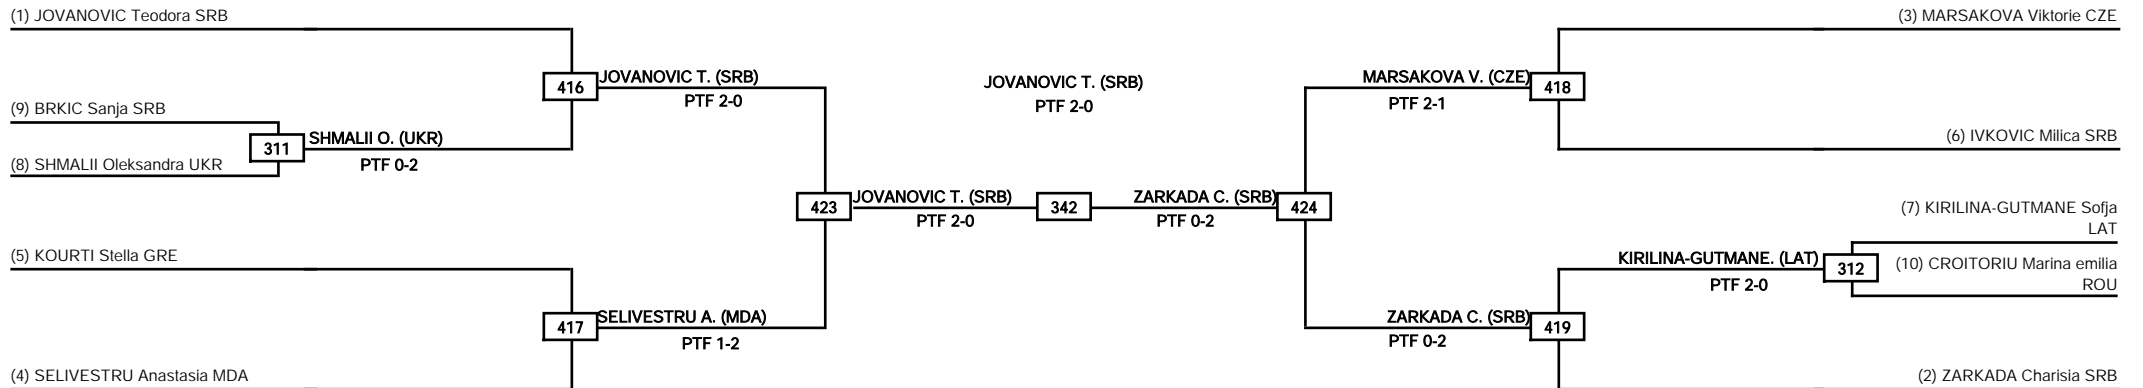 (1) JOVANOVIC Teodora SRB
(3) MARSAKOVA Viktorie CZE
416
JOVANOVIC T. (SRB)
PTF 2-0
JOVANOVIC T. (SRB)
PTF 2-0
MARSAKOVA V. (CZE)
PTF 2-1
418
(9) BRKIC Sanja SRB
311
SHMALII O. (UKR)
PTF 0-2
(8) SHMALII Oleksandra UKR
(6) IVKOVIC Milica SRB
423
JOVANOVIC T. (SRB)
PTF 2-0
342
ZARKADA C. (SRB)
PTF 0-2
424
(7) KIRILINA-GUTMANE Sofja
LAT
(5) KOURTI Stella GRE
KIRILINA-GUTMANE. (LAT)
PTF 2-0
312
(10) CROITORIU Marina emilia
ROU
417
SELIVESTRU A. (MDA)
PTF 1-2
ZARKADA C. (SRB)
PTF 0-2
419
(4) SELIVESTRU Anastasia MDA
(2) ZARKADA Charisia SRB